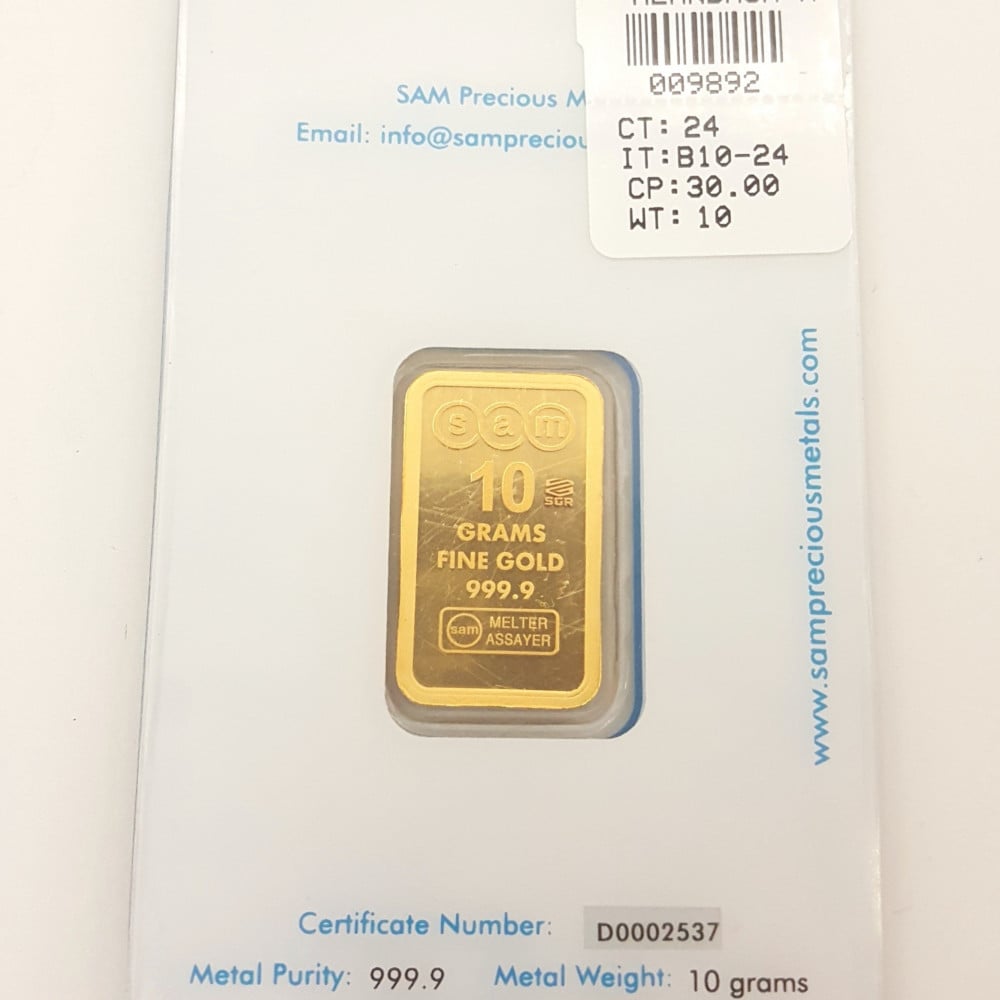 009892
CT: 24
IT:B10-24
CP:30.00
WT: 10
SAM Precious M
Email: info@sampreciou
www.sampreciousmetals.com
sam
10
SGR
GRAMS
FINE GOLD
999.9
sam MELTER
ASSAYER
Certificate Number: D0002537
Metal Purity: 999.9 Metal Weight: 10 grams